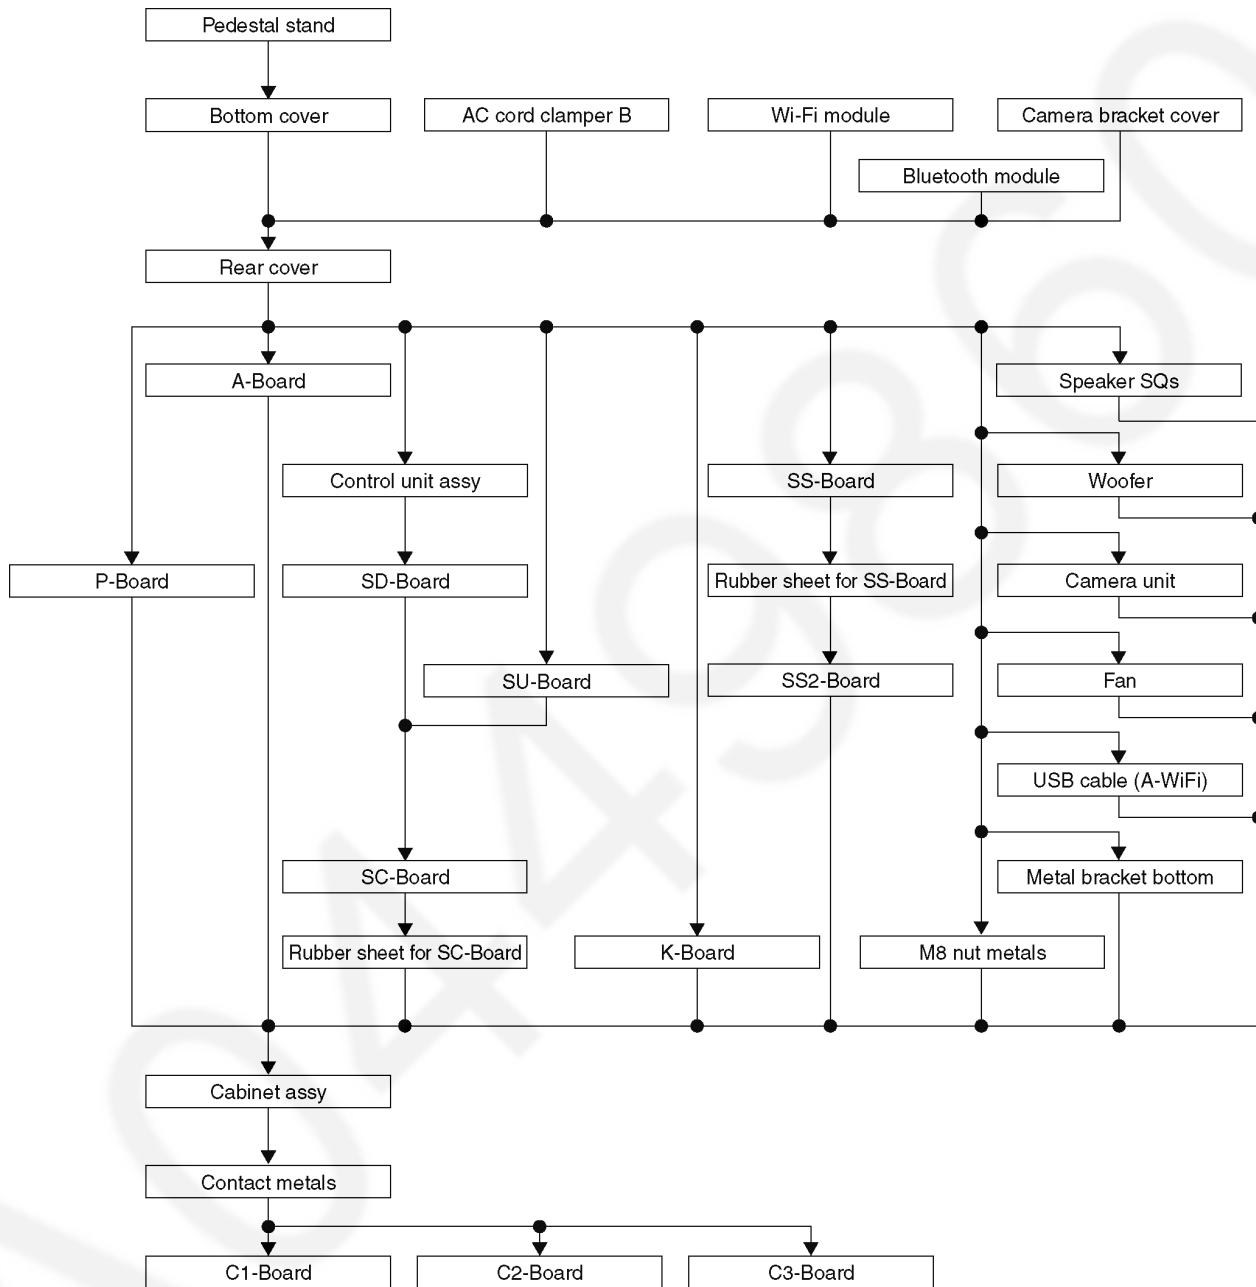 Pedestal stand
Bottom cover
AC cord clamper B
Wi-Fi module
Camera bracket cover
Bluetooth module
Rear cover
A-Board
Speaker SQs
Control unit assy
SS-Board
Woofer
P-Board
SD-Board
Rubber sheet for SS-Board
Camera unit
SU-Board
SS2-Board
Fan
USB cable (A-WiFi)
SC-Board
Metal bracket bottom
Rubber sheet for SC-Board
K-Board
M8 nut metals
Cabinet assy
Contact metals
C1-Board
C2-Board
C3-Board